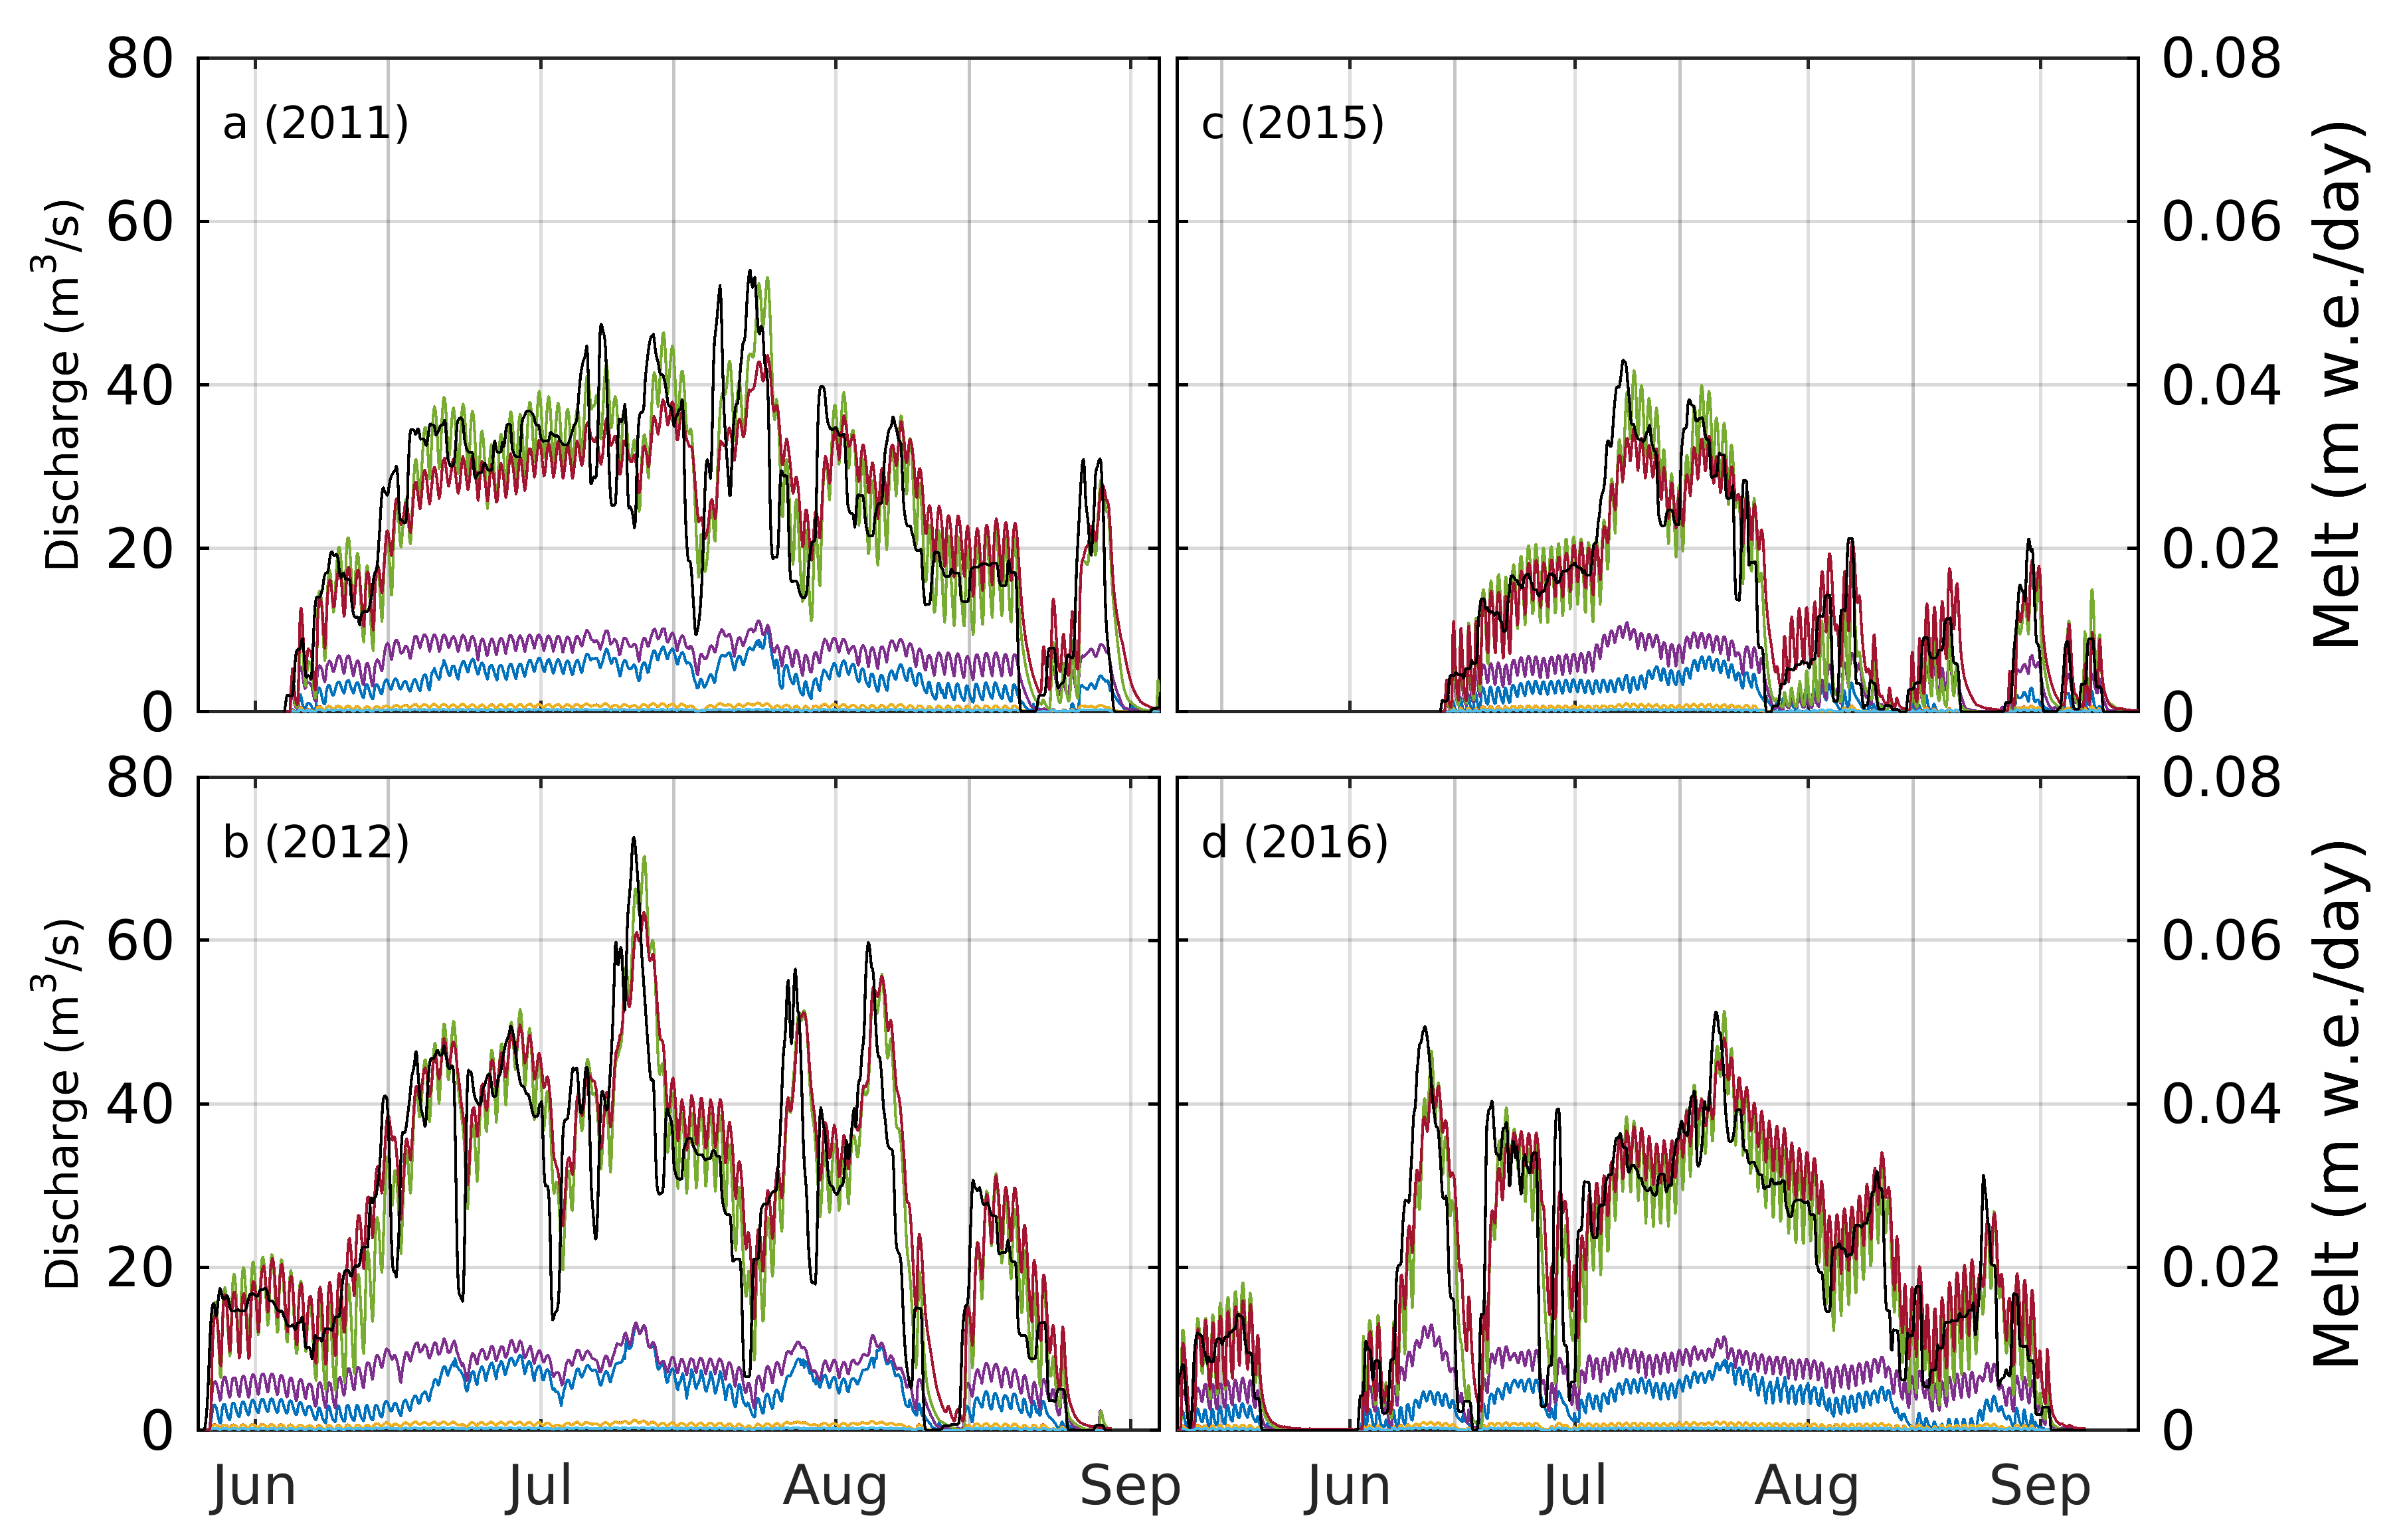 a (2011)
80
60
40
20
0
Discharge (m³/s)
c (2015)
0.08
0.06
0.04
0.02
0
Melt (m w.e./day)
b (2012)
80
60
40
20
0
Discharge (m³/s)
Jun Jul Aug Sep
d (2016)
0.08
0.06
0.04
0.02
0
Melt (m w.e./day)
Jun Jul Aug Sep